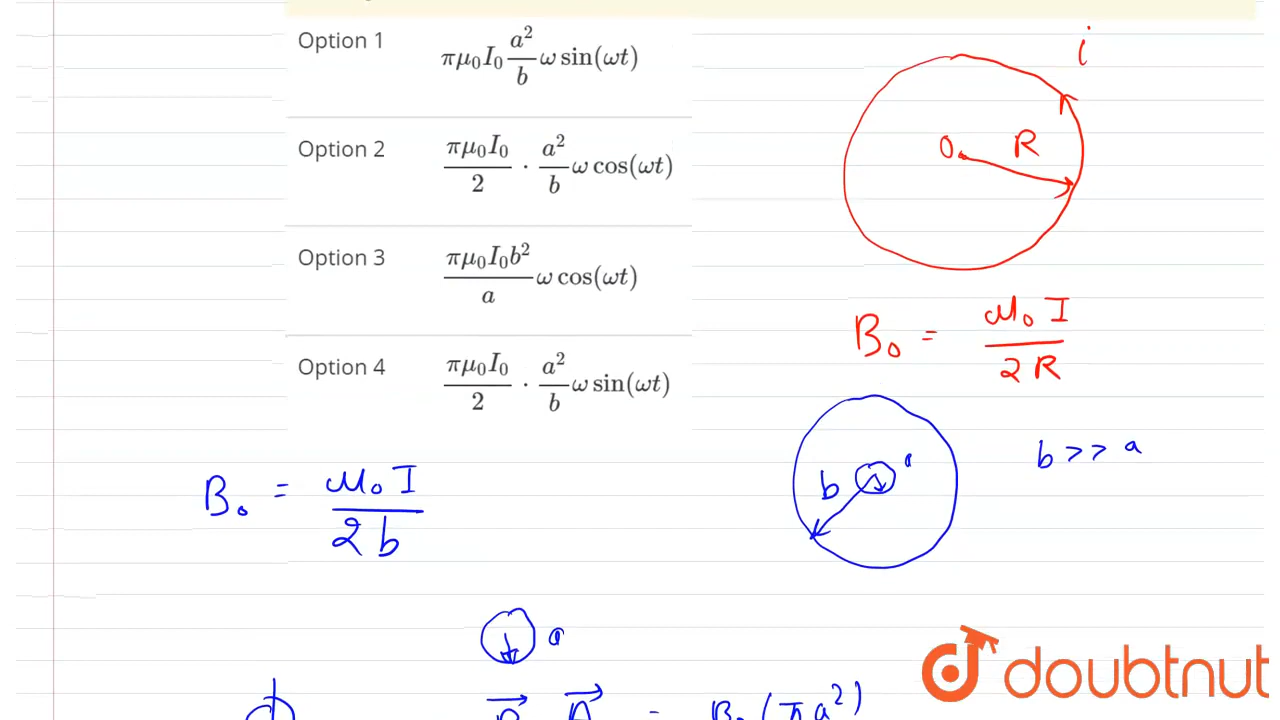 Option 1 πμ₀I₀ a²/b ω sin(ωt)
Option 2 πμ₀I₀/2 · a²/b ω cos(ωt)
Option 3 πμ₀I₀b²/a ω cos(ωt)
Option 4 πμ₀I₀/2 · a²/b ω sin(ωt)
i
O R
B₀ = μ₀ I / 2 R
b a
b >> a
B₀ = μ₀ I / 2 b
a
doubtnut
ϕ B⃗ A⃗ = B₀ (πa²)